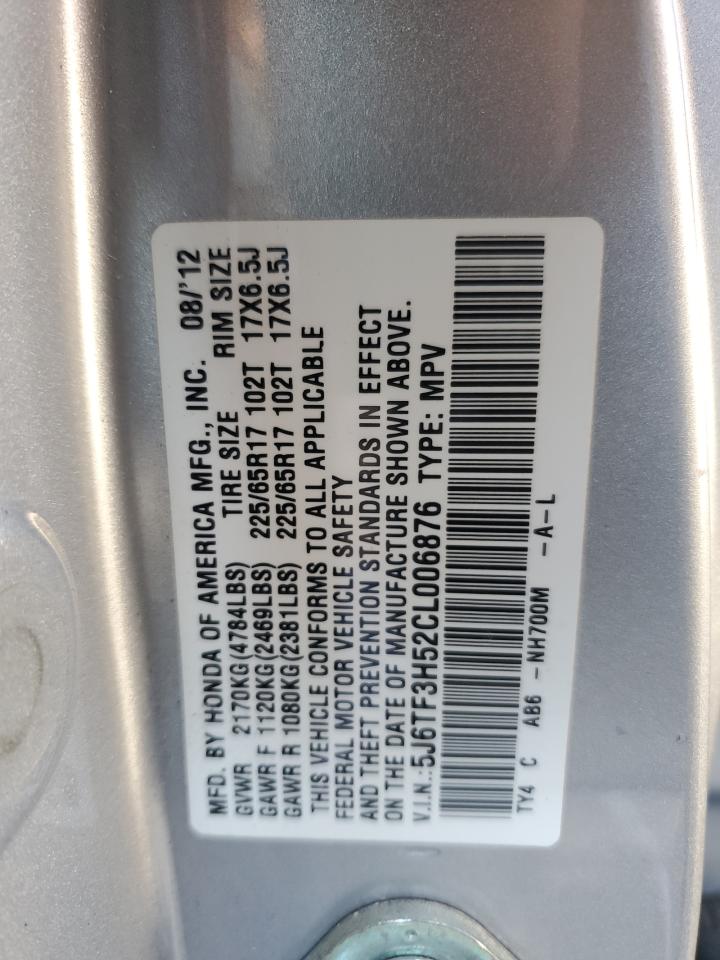 MFD. BY HONDA OF AMERICA MFG., INC. 08/'12
GVWR 2170KG(4784LBS) TIRE SIZE RIM SIZE
GAWR F 1120KG(2469LBS) 225/65R17 102T 17X6.5J
GAWR R 1080KG(2381LBS) 225/65R17 102T 17X6.5J
THIS VEHICLE CONFORMS TO ALL APPLICABLE
FEDERAL MOTOR VEHICLE SAFETY
AND THEFT PREVENTION STANDARDS IN EFFECT
ON THE DATE OF MANUFACTURE SHOWN ABOVE.
V.I.N.:5J6TF3H52CL006876 TYPE: MPV
TY4 C AB6 -NH700M -A-L